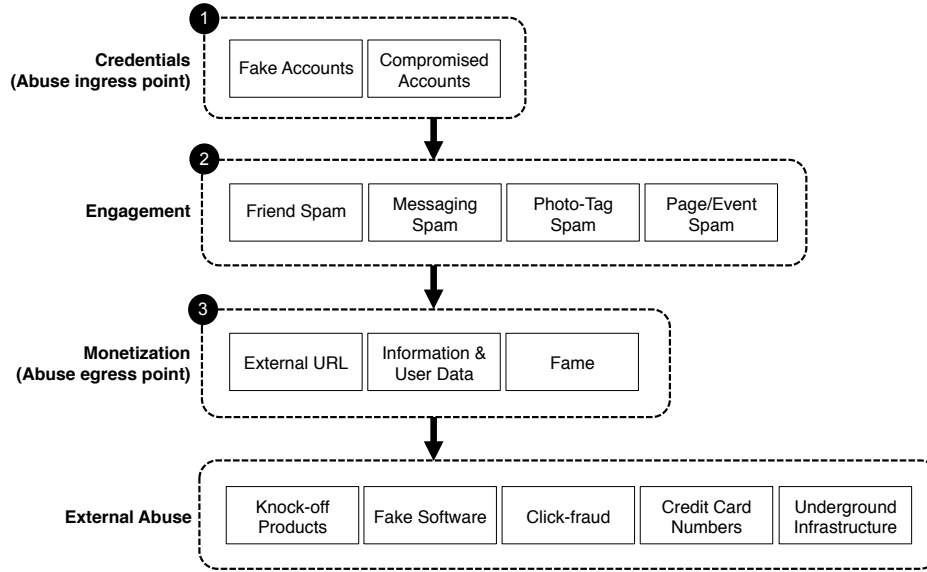 1
Credentials
(Abuse ingress point)
Fake Accounts
Compromised
Accounts
2
Engagement
Friend Spam
Messaging
Spam
Photo-Tag
Spam
Page/Event
Spam
3
Monetization
(Abuse egress point)
External URL
Information &
User Data
Fame
External Abuse
Knock-off
Products
Fake Software
Click-fraud
Credit Card
Numbers
Underground
Infrastructure